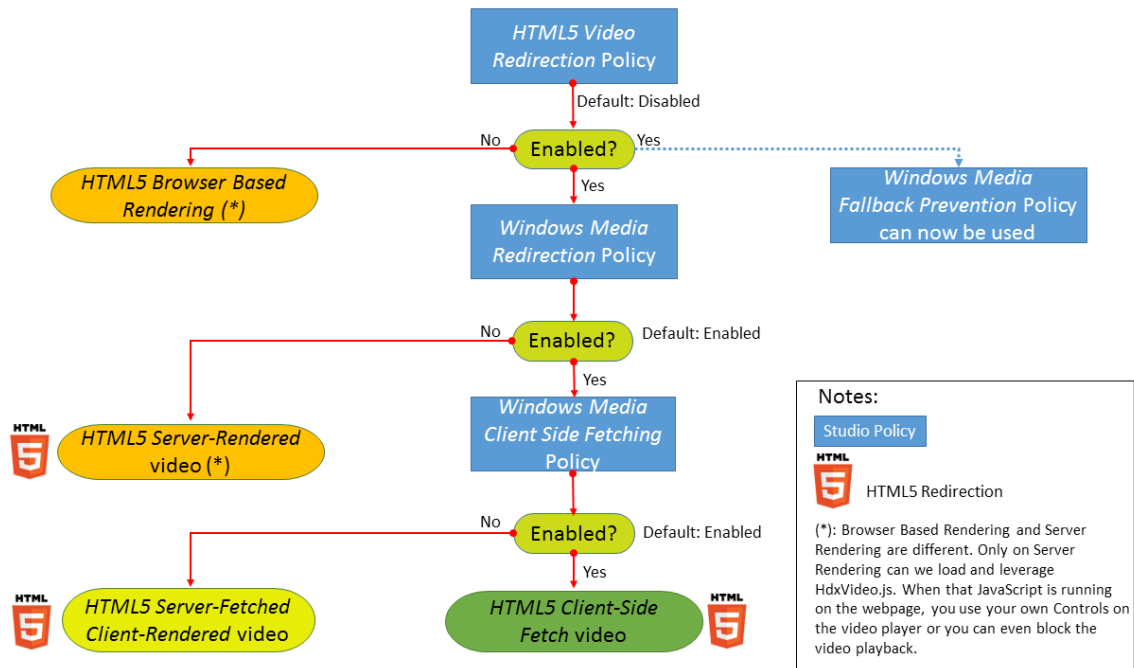 HTML5 Video
Redirection Policy
Default: Disabled
No
Enabled?
Yes
HTML5 Browser Based
Rendering (*)
Yes
Windows Media
Fallback Prevention Policy
can now be used
Windows Media
Redirection Policy
No
Enabled?
Default: Enabled
Yes
HTML
5
HTML5 Server-Rendered
video (*)
Windows Media
Client Side Fetching
Policy
No
Enabled?
Default: Enabled
Yes
HTML
5
HTML5 Server-Fetched
Client-Rendered video
HTML5 Client-Side
Fetch video
HTML
5
Notes:
Studio Policy
HTML
5
HTML5 Redirection
(*): Browser Based Rendering and Server
Rendering are different. Only on Server
Rendering can we load and leverage
HdxVideo.js. When that JavaScript is running
on the webpage, you use your own Controls on
the video player or you can even block the
video playback.